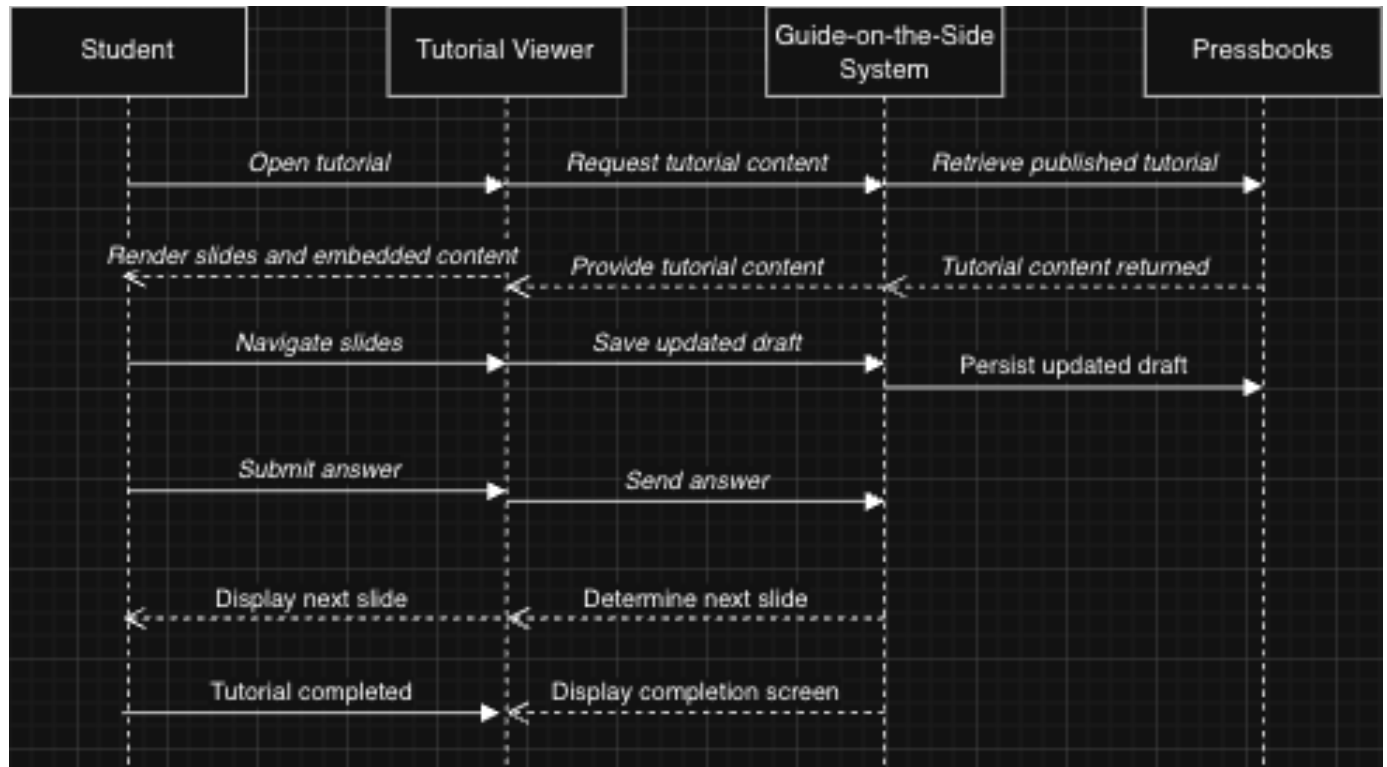 Student
Tutorial Viewer
Guide-on-the-Side
System
Pressbooks
Open tutorial
Request tutorial content
Retrieve published tutorial
Render slides and embedded content
Provide tutorial content
Tutorial content returned
Navigate slides
Save updated draft
Persist updated draft
Submit answer
Send answer
Display next slide
Determine next slide
Tutorial completed
Display completion screen